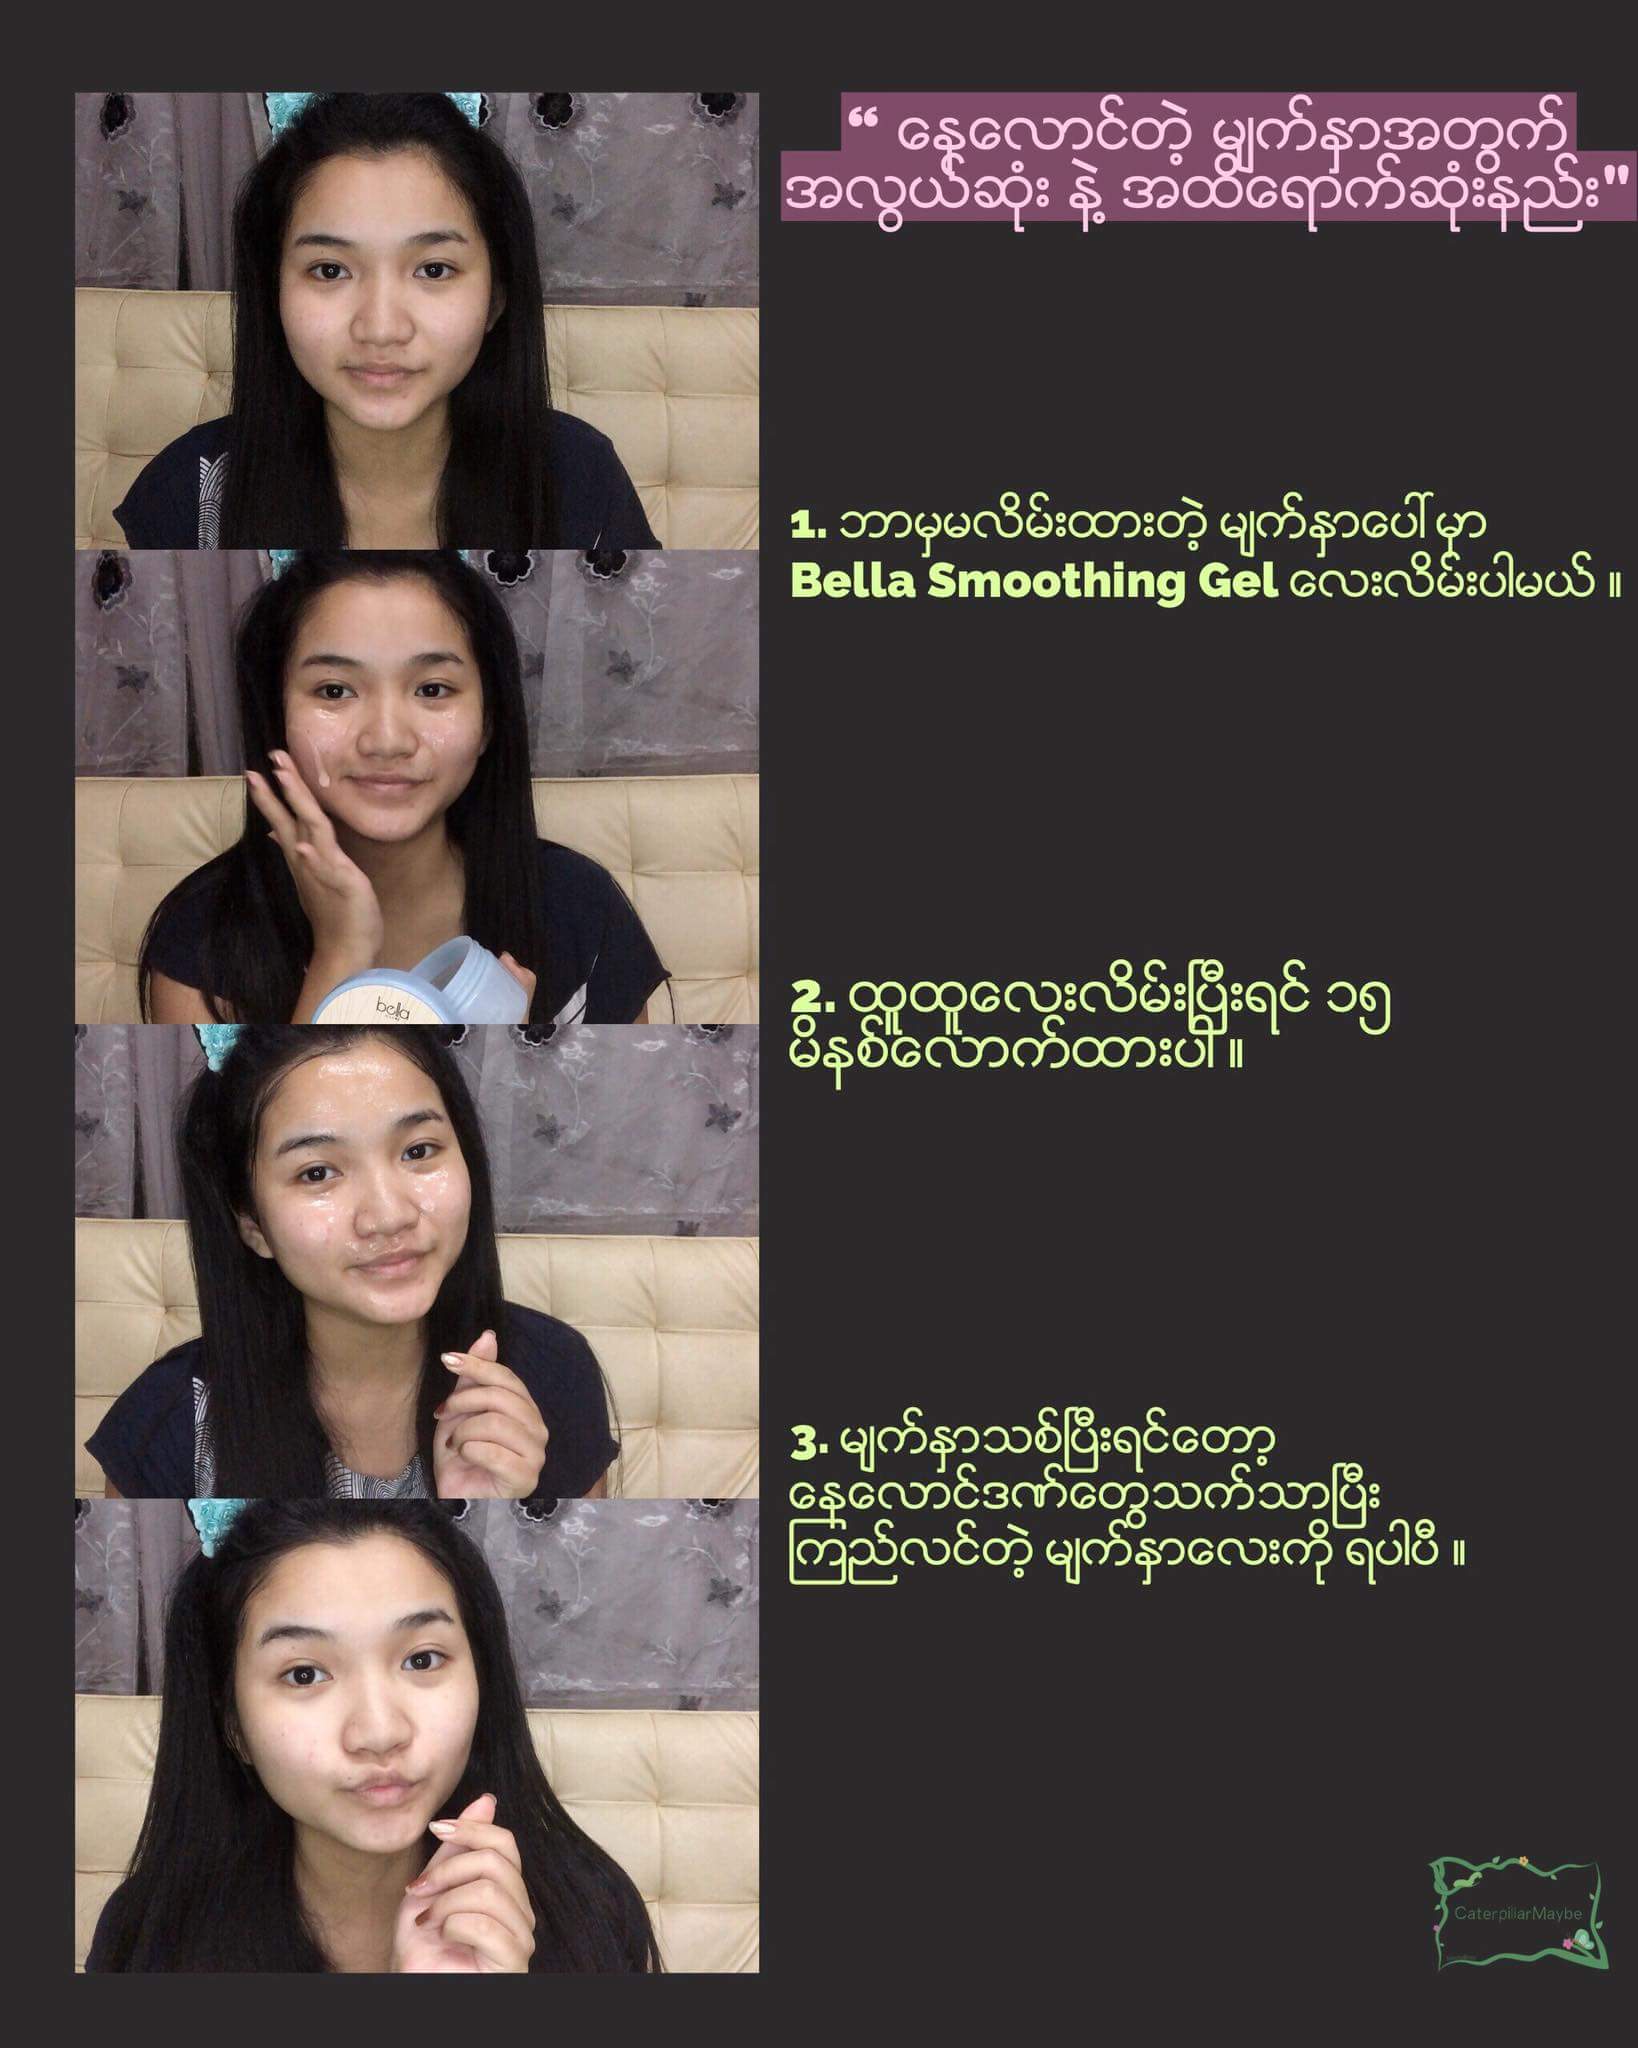 “ နေလောင်တဲ့ မျှက်နှာအတွက်
အလွယ်ဆုံး နဲ့ အထိရောက်ဆုံးနည်း"
1. ဘာမှမလိမ်းထားတဲ့ မျက်နှာပေါ် မှာ
Bella Smoothing Gel လေးလိမ်းပါမယ် ။
bella
2. ထူထူလေးလိမ်းပြီးရင် ၁၅
မိနစ်လောက်ထားပါ ။
3. မျက်နှာသစ်ပြီးရင်တော့
နေလောင်ဒဏ်တွေသက်သာပြီး
ကြည်လင်တဲ့ မျက်နှာလေးကို ရပါပီ ။
CaterpillarMaybe